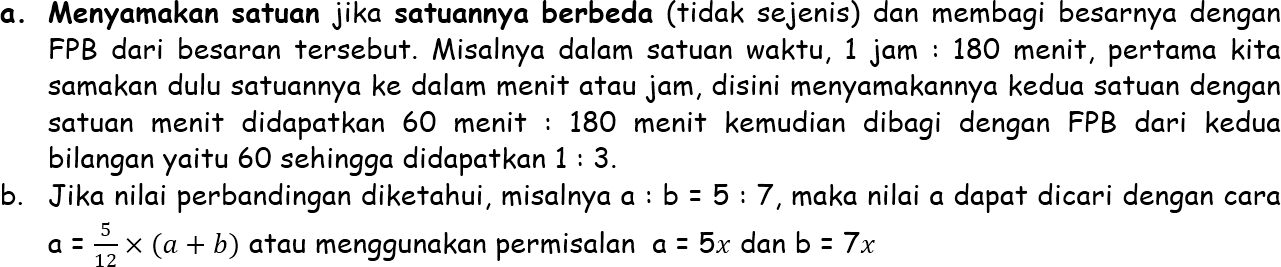 a. Menyamakan satuan jika satuannya berbeda (tidak sejenis) dan membagi besarnya dengan
FPB dari besaran tersebut. Misalnya dalam satuan waktu, 1 jam : 180 menit, pertama kita
samakan dulu satuannya ke dalam menit atau jam, disini menyamakannya kedua satuan dengan
satuan menit didapatkan 60 menit : 180 menit kemudian dibagi dengan FPB dari kedua
bilangan yaitu 60 sehingga didapatkan 1 : 3.
b. Jika nilai perbandingan diketahui, misalnya a : b = 5 : 7, maka nilai a dapat dicari dengan cara
a = 5/12 × (a + b) atau menggunakan permisalan a = 5x dan b = 7x